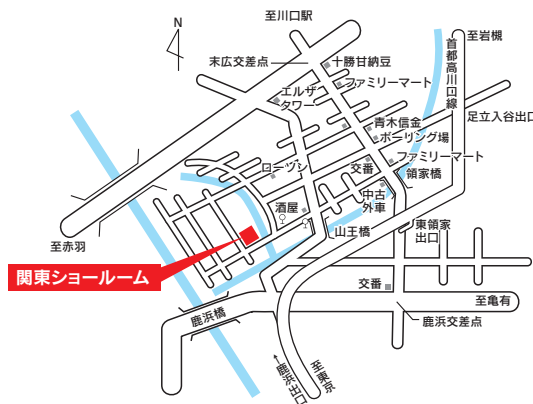 至川口駅
N
至岩槻
末広交差点
十勝甘納豆
首都高川口線
ファミリーマート
エルザ
タワー
足立入谷出口
青木信金
ボーリング場
ローソン
交番
ファミリーマート
領家橋
中古
外車
酒屋
山王橋
東領家
出口
至赤羽
関東ショールーム
交番
至亀有
鹿浜橋
鹿浜交差点
←鹿浜出口
至東京